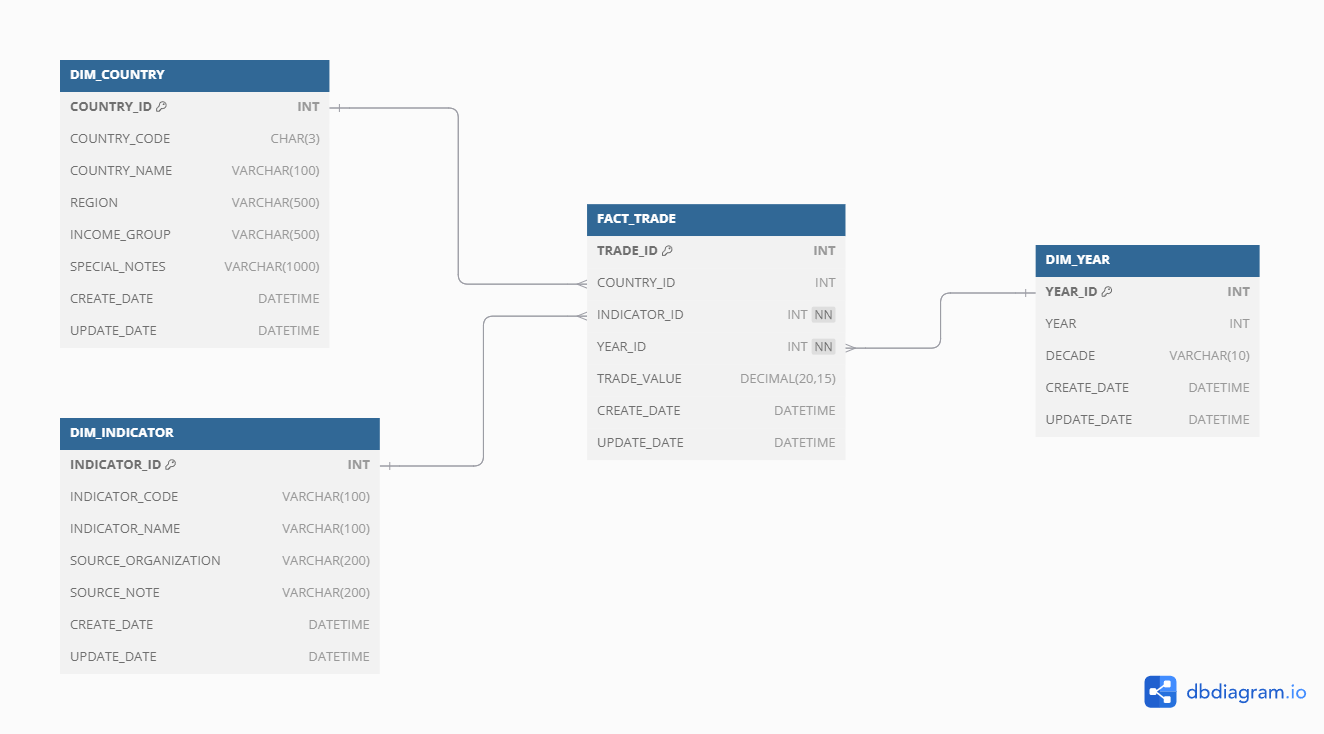 DIM_COUNTRY
COUNTRY_ID INT
COUNTRY_CODE CHAR(3)
COUNTRY_NAME VARCHAR(100)
REGION VARCHAR(500)
INCOME_GROUP VARCHAR(500)
SPECIAL_NOTES VARCHAR(1000)
CREATE_DATE DATETIME
UPDATE_DATE DATETIME
DIM_INDICATOR
INDICATOR_ID INT
INDICATOR_CODE VARCHAR(100)
INDICATOR_NAME VARCHAR(100)
SOURCE_ORGANIZATION VARCHAR(200)
SOURCE_NOTE VARCHAR(200)
CREATE_DATE DATETIME
UPDATE_DATE DATETIME
FACT_TRADE
TRADE_ID INT
COUNTRY_ID INT
INDICATOR_ID INT NN
YEAR_ID INT NN
TRADE_VALUE DECIMAL(20,15)
CREATE_DATE DATETIME
UPDATE_DATE DATETIME
DIM_YEAR
YEAR_ID INT
YEAR INT
DECADE VARCHAR(10)
CREATE_DATE DATETIME
UPDATE_DATE DATETIME
dbdiagram.io